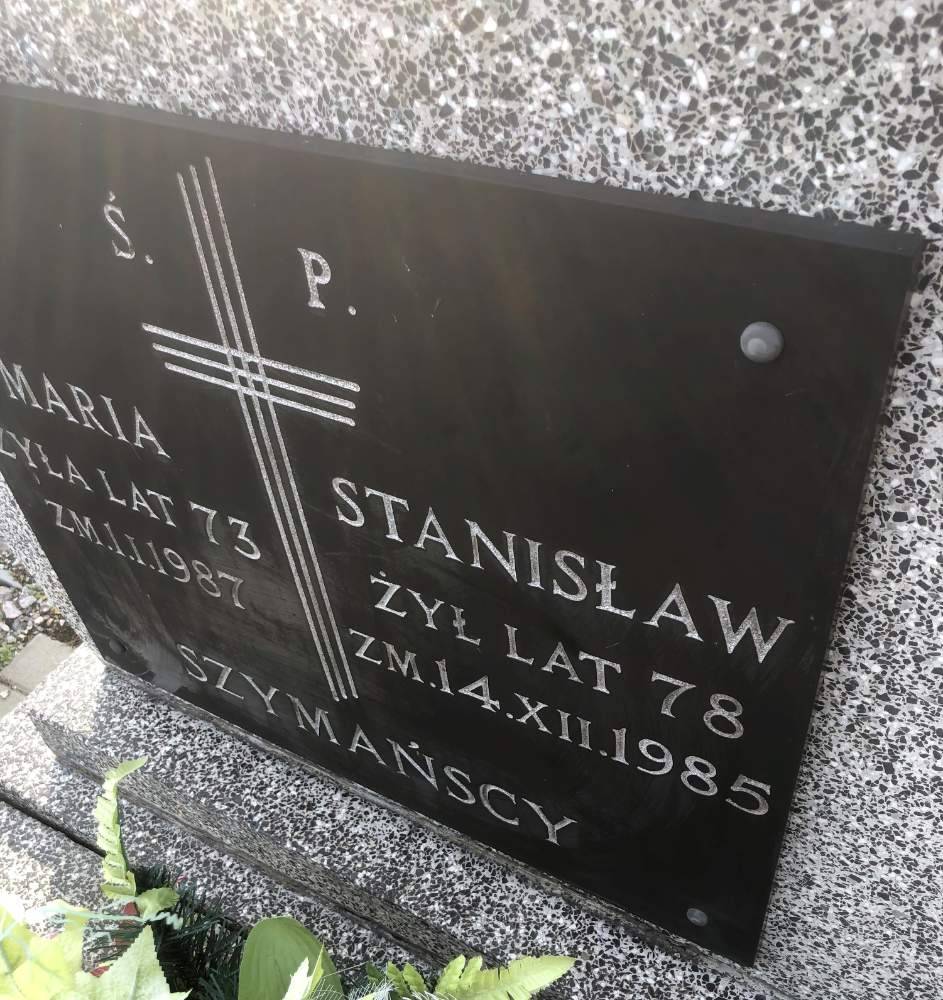 Ś. P.
MARIA
ŻYŁA LAT 73
ZM.1.I.1987
STANISŁAW
ŻYŁ LAT 78
ZM.14.XII.1985
SZYMAŃSCY